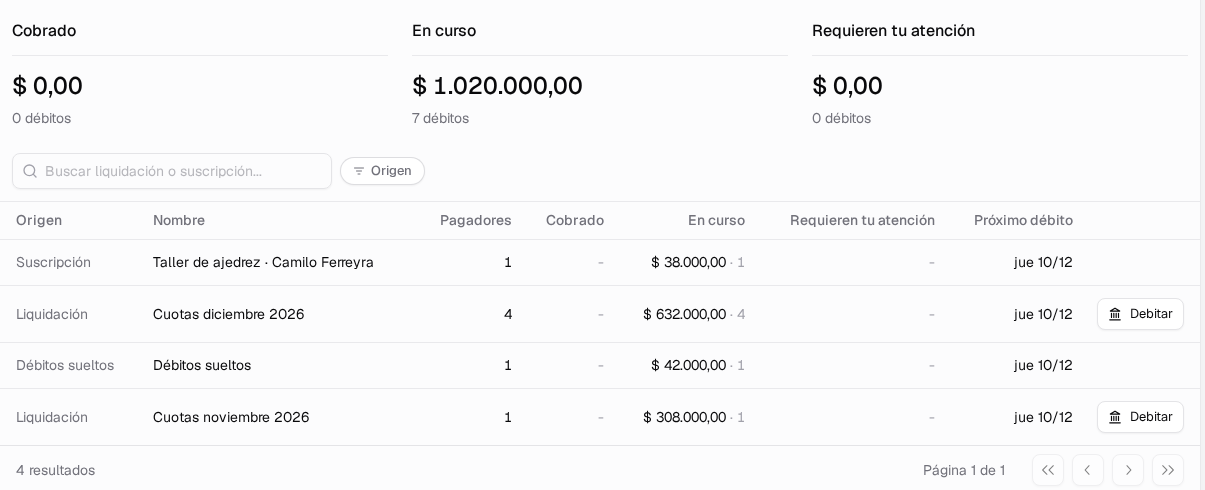 Cobrado En curso Requieren tu atención
$ 0,00 $ 1.020.000,00 $ 0,00
0 débitos 7 débitos 0 débitos
Buscar liquidación o suscripción... Origen
Origen Nombre Pagadores Cobrado En curso Requieren tu atención Próximo débito
Suscripción Taller de ajedrez · Camilo Ferreyra 1 - $ 38.000,00 · 1 - jue 10/12
Liquidación Cuotas diciembre 2026 4 - $ 632.000,00 · 4 - jue 10/12 Debitar
Débitos sueltos Débitos sueltos 1 - $ 42.000,00 · 1 - jue 10/12
Liquidación Cuotas noviembre 2026 1 - $ 308.000,00 · 1 - jue 10/12 Debitar
4 resultados Página 1 de 1